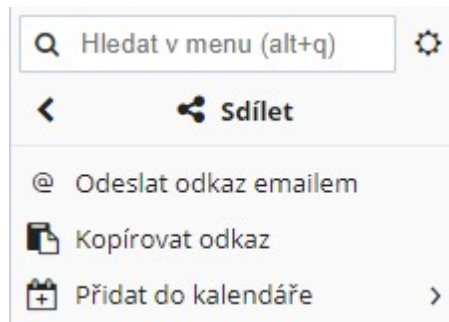 Hledat v menu (alt+q)
Sdílet
@ Odeslat odkaz emailem
Kopírovat odkaz
Přidat do kalendáře